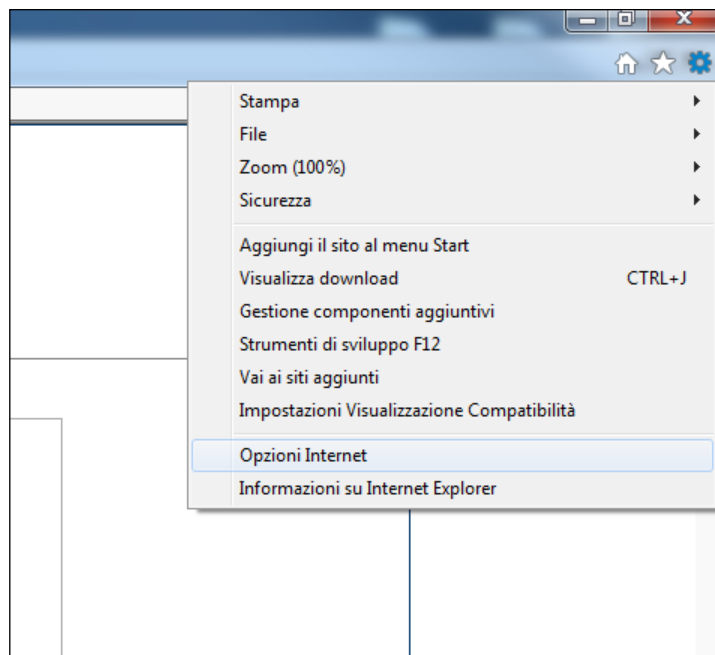 Stampa
File
Zoom (100%)
Sicurezza
Aggiungi il sito al menu Start
Visualizza download CTRL+J
Gestione componenti aggiuntivi
Strumenti di sviluppo F12
Vai ai siti aggiunti
Impostazioni Visualizzazione Compatibilità
Opzioni Internet
Informazioni su Internet Explorer